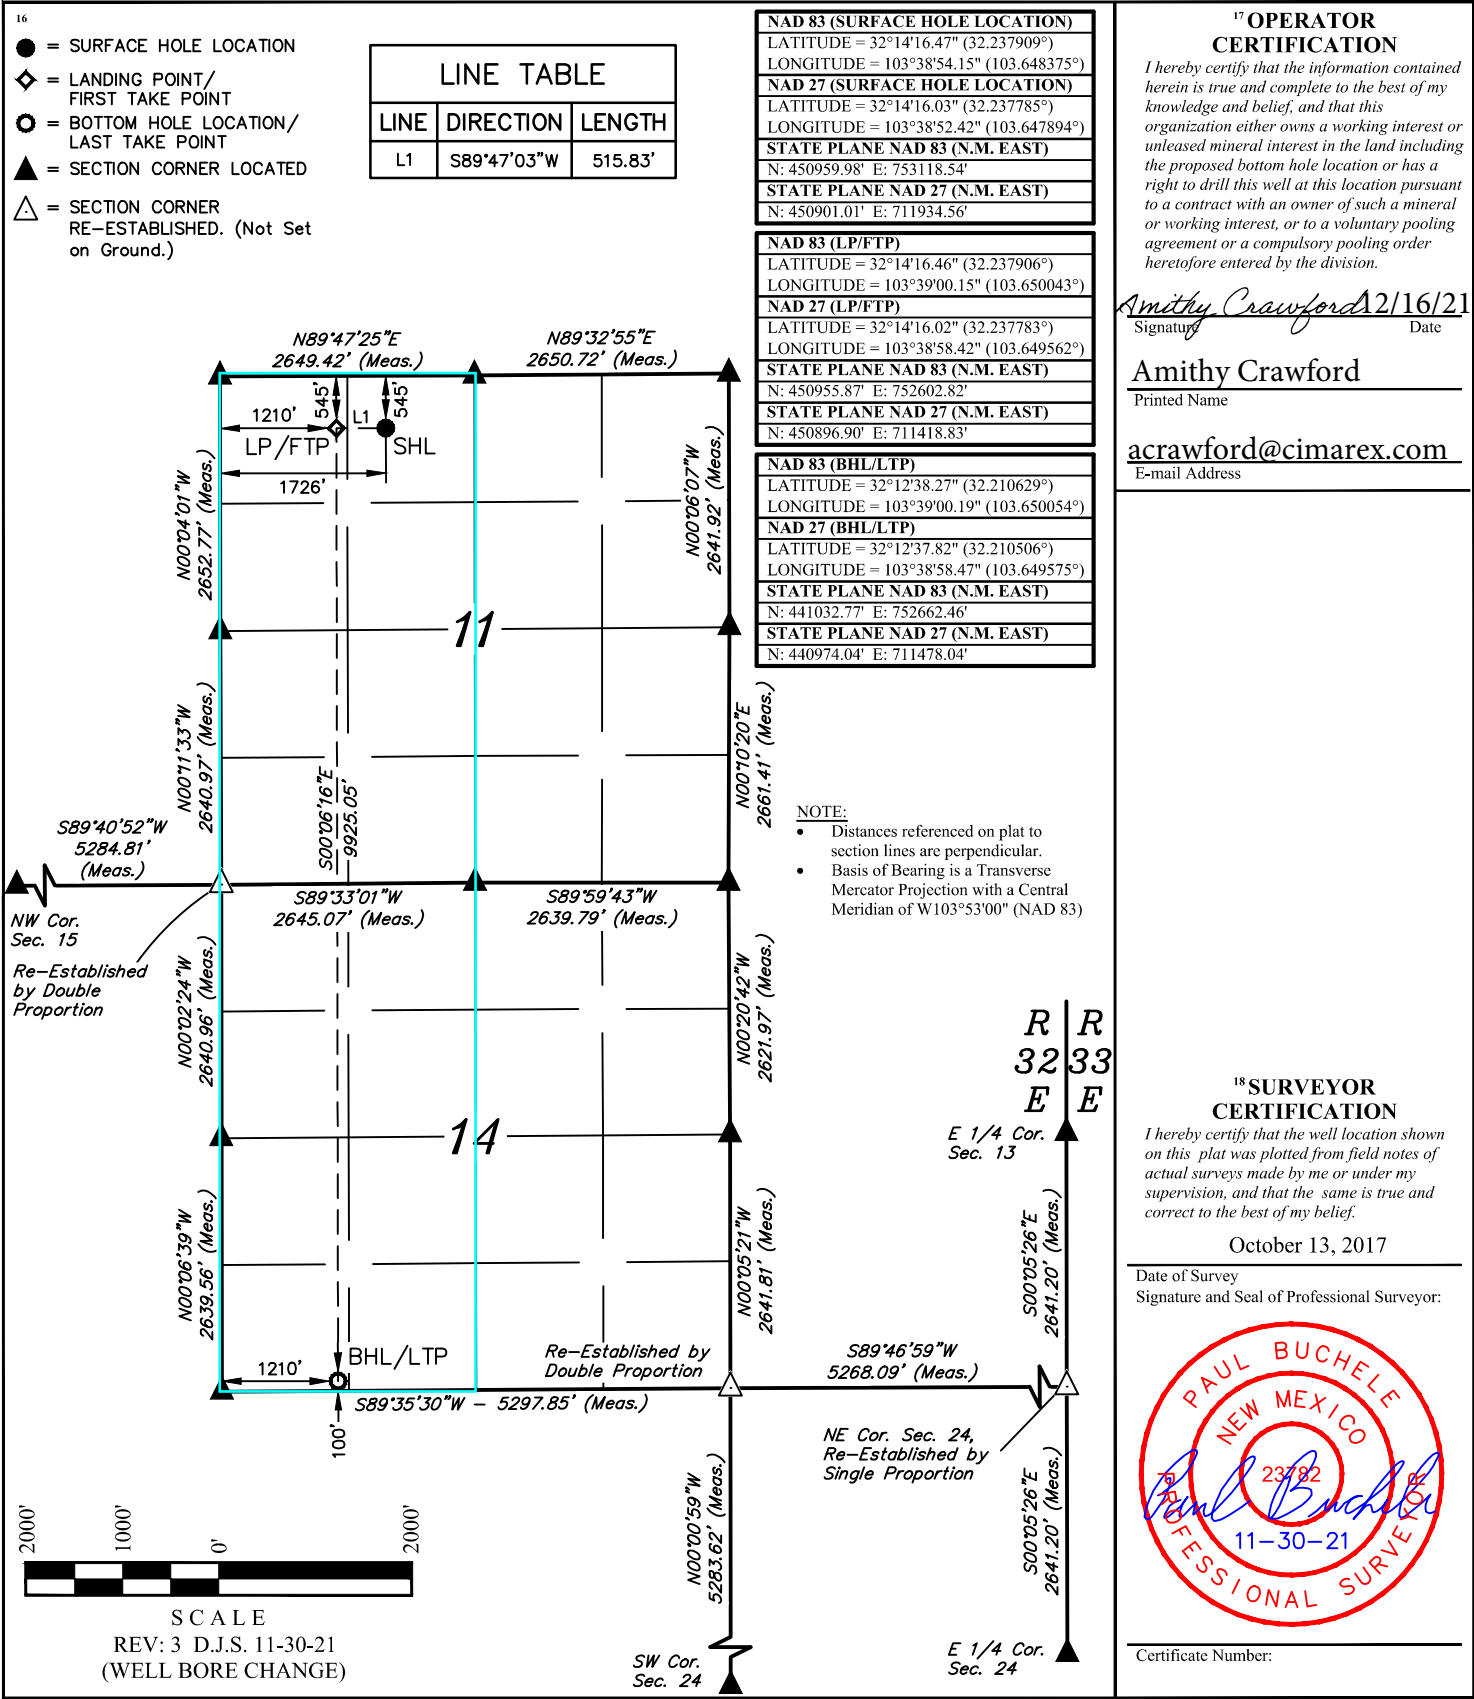 16
= SURFACE HOLE LOCATION
= LANDING POINT/
FIRST TAKE POINT
= BOTTOM HOLE LOCATION/
LAST TAKE POINT
= SECTION CORNER LOCATED
= SECTION CORNER
RE-ESTABLISHED. (Not Set
on Ground.)
LINE TABLE
LINE DIRECTION LENGTH
L1 S89°47'03"W 515.83'
NAD 83 (SURFACE HOLE LOCATION)
LATITUDE = 32°14'16.47" (32.237909°)
LONGITUDE = 103°38'54.15" (103.648375°)
NAD 27 (SURFACE HOLE LOCATION)
LATITUDE = 32°14'16.03" (32.237785°)
LONGITUDE = 103°38'52.42" (103.647894°)
STATE PLANE NAD 83 (N.M. EAST)
N: 450959.98' E: 753118.54'
STATE PLANE NAD 27 (N.M. EAST)
N: 450901.01' E: 711934.56'
NAD 83 (LP/FTP)
LATITUDE = 32°14'16.46" (32.237906°)
LONGITUDE = 103°39'00.15" (103.650043°)
NAD 27 (LP/FTP)
LATITUDE = 32°14'16.02" (32.237783°)
LONGITUDE = 103°38'58.42" (103.649562°)
STATE PLANE NAD 83 (N.M. EAST)
N: 450955.87' E: 752602.82'
STATE PLANE NAD 27 (N.M. EAST)
N: 450896.90' E: 711418.83'
NAD 83 (BHL/LTP)
LATITUDE = 32°12'38.27" (32.210629°)
LONGITUDE = 103°39'00.19" (103.650054°)
NAD 27 (BHL/LTP)
LATITUDE = 32°12'37.82" (32.210506°)
LONGITUDE = 103°38'58.47" (103.649575°)
STATE PLANE NAD 83 (N.M. EAST)
N: 441032.77' E: 752662.46'
STATE PLANE NAD 27 (N.M. EAST)
N: 440974.04' E: 711478.04'
N89°47'25"E
2649.42' (Meas.)
N89°32'55"E
2650.72' (Meas.)
1210'
545'
L1
545'
LP/FTP
SHL
1726'
N00°04'01"W
2652.77' (Meas.)
N00°06'07"W
2641.92' (Meas.)
11
N00°11'33"W
2640.97' (Meas.)
S00°06'16"E
9925.05'
N00°10'20"E
2661.41' (Meas.)
S89°40'52"W
5284.81'
(Meas.)
NW Cor.
Sec. 15
S89°33'01"W
2645.07' (Meas.)
S89°59'43"W
2639.79' (Meas.)
Re-Established
by Double
Proportion
N00°02'24"W
2640.96' (Meas.)
N00°20'42"W
2621.97' (Meas.)
14
N00°06'39"W
2639.56' (Meas.)
N00°05'21"W
2641.81' (Meas.)
1210'
BHL/LTP
100'
Re-Established by
Double Proportion
S89°35'30"W - 5297.85' (Meas.)
S89°46'59"W
5268.09' (Meas.)
NE Cor. Sec. 24,
Re-Established by
Single Proportion
N00°00'59"W
5283.62' (Meas.)
SW Cor.
Sec. 24
R R
32 33
E E
E 1/4 Cor.
Sec. 13
S00°05'26"E
2641.20' (Meas.)
S00°05'26"E
2641.20' (Meas.)
E 1/4 Cor.
Sec. 24
NOTE:
• Distances referenced on plat to
section lines are perpendicular.
• Basis of Bearing is a Transverse
Mercator Projection with a Central
Meridian of W103°53'00" (NAD 83)
2000' 1000' 0' 2000'
SCALE
REV: 3 D.J.S. 11-30-21
(WELL BORE CHANGE)
17 OPERATOR
CERTIFICATION
I hereby certify that the information contained
herein is true and complete to the best of my
knowledge and belief, and that this
organization either owns a working interest or
unleased mineral interest in the land including
the proposed bottom hole location or has a
right to drill this well at this location pursuant
to a contract with an owner of such a mineral
or working interest, or to a voluntary pooling
agreement or a compulsory pooling order
heretofore entered by the division.
Amithy Crawford 12/16/21
Signature Date
Amithy Crawford
Printed Name
acrawford@cimarex.com
E-mail Address
18 SURVEYOR
CERTIFICATION
I hereby certify that the well location shown
on this plat was plotted from field notes of
actual surveys made by me or under my
supervision, and that the same is true and
correct to the best of my belief.
October 13, 2017
Date of Survey
Signature and Seal of Professional Surveyor:
PAUL BUCHELE
NEW MEXICO
23782
Paul Buchele
11-30-21
PROFESSIONAL SURVEYOR
Certificate Number: